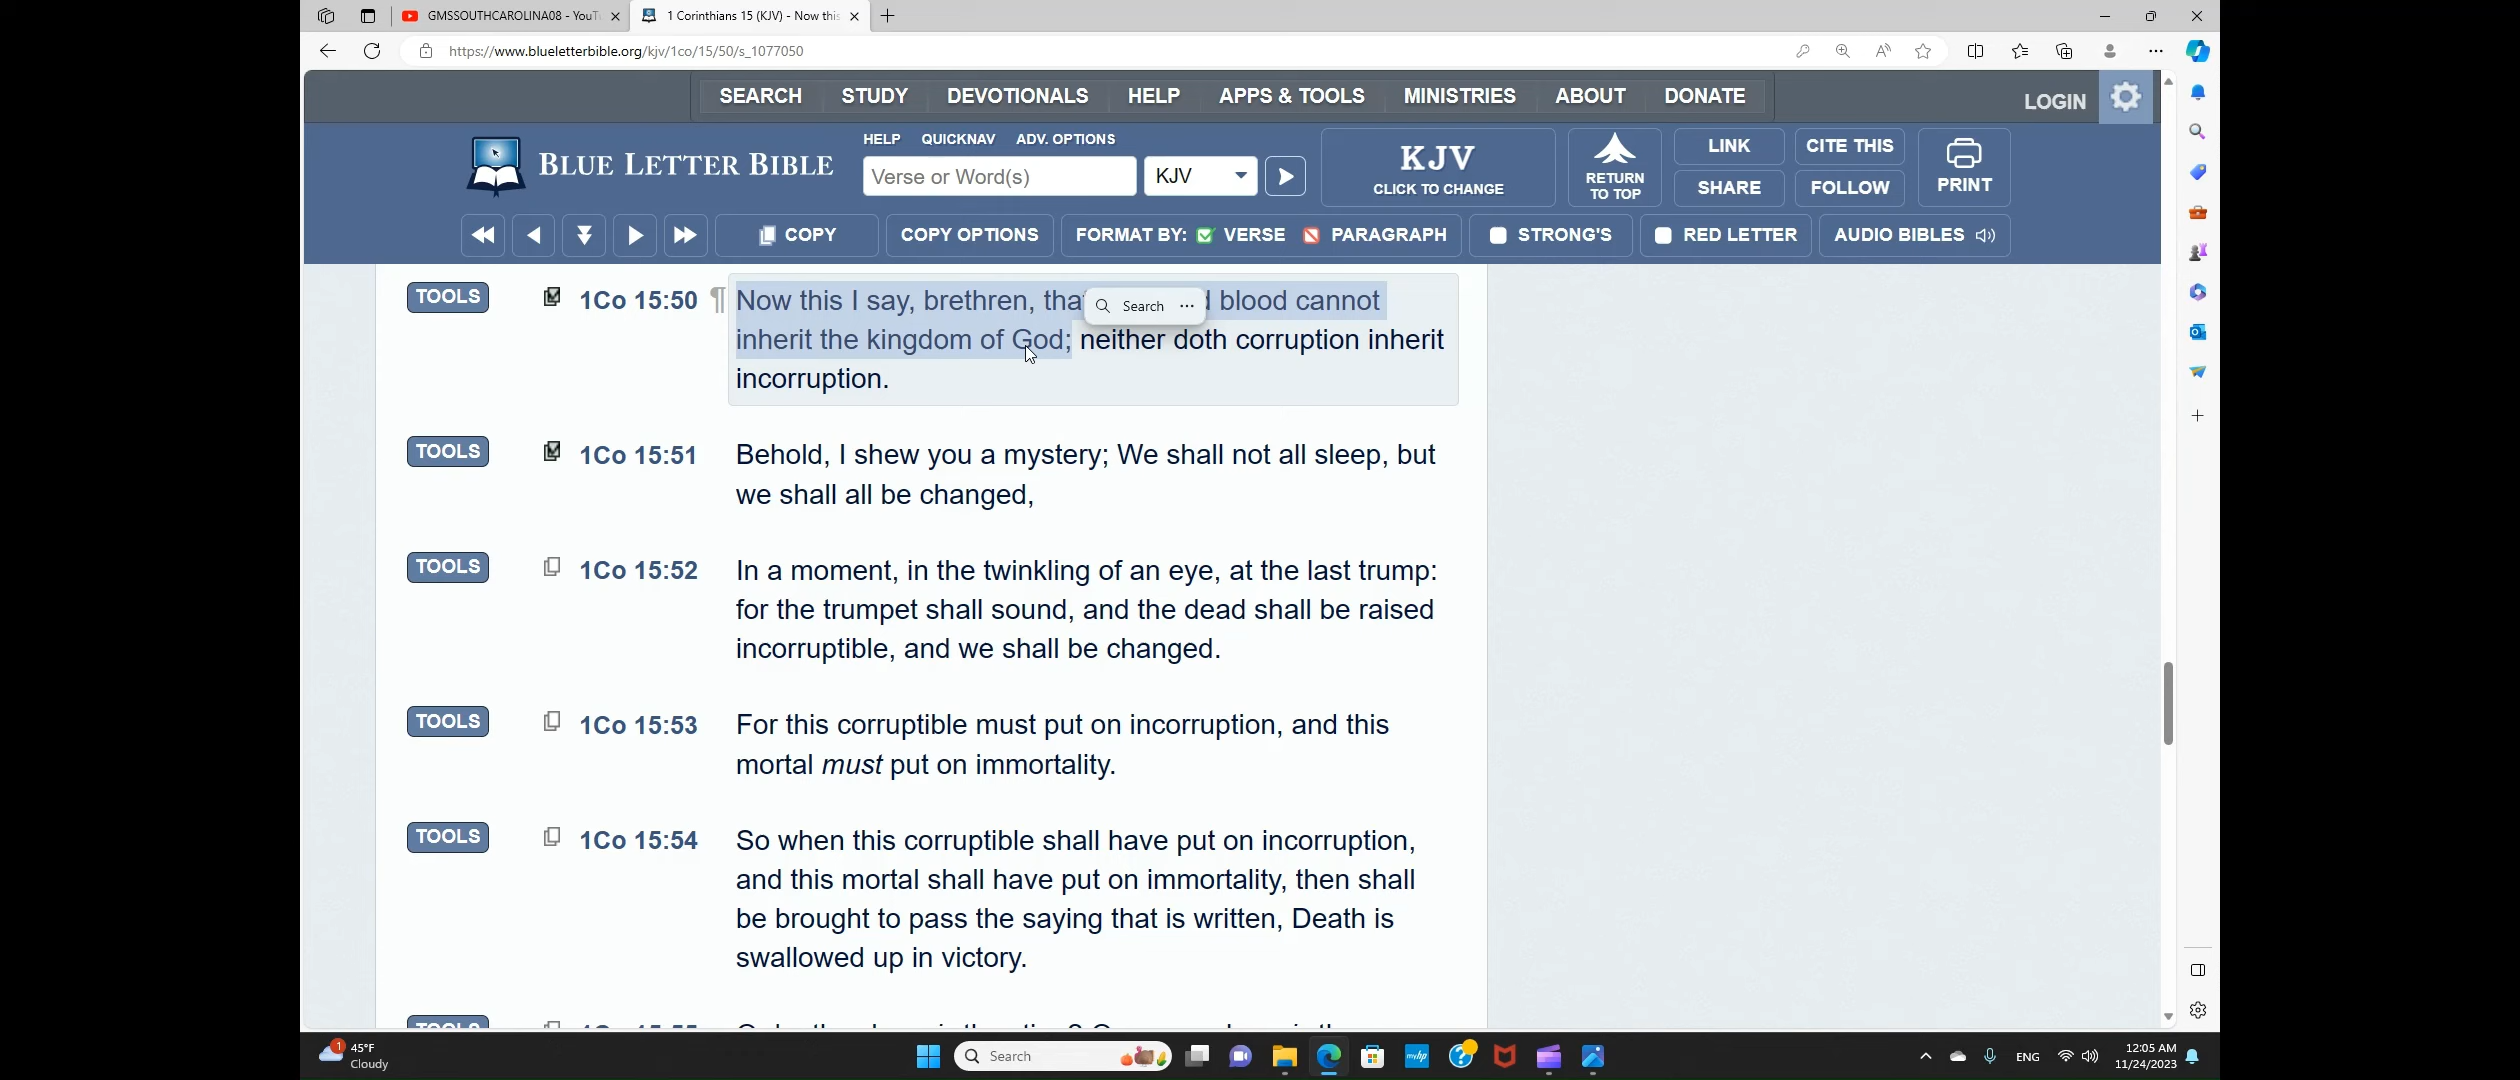 GMSSOUTHCAROLINA08 - YouT
1 Corinthians 15 (KJV) - Now this
https://www.blueletterbible.org/kjv/1co/15/50/s_1077050
SEARCH STUDY DEVOTIONALS HELP APPS & TOOLS MINISTRIES ABOUT DONATE
LOGIN
BLUE LETTER BIBLE
HELP QUICKNAV ADV. OPTIONS
Verse or Word(s)
KJV
KJV
CLICK TO CHANGE
RETURN
TO TOP
LINK
CITE THIS
SHARE
FOLLOW
PRINT
COPY
COPY OPTIONS
FORMAT BY: VERSE PARAGRAPH
STRONG'S
RED LETTER
AUDIO BIBLES
TOOLS 1Co 15:50 ¶ Now this I say, brethren, tha blood cannot
Search ...
inherit the kingdom of God; neither doth corruption inherit
incorruption.
TOOLS 1Co 15:51 Behold, I shew you a mystery; We shall not all sleep, but
we shall all be changed,
TOOLS 1Co 15:52 In a moment, in the twinkling of an eye, at the last trump:
for the trumpet shall sound, and the dead shall be raised
incorruptible, and we shall be changed.
TOOLS 1Co 15:53 For this corruptible must put on incorruption, and this
mortal must put on immortality.
TOOLS 1Co 15:54 So when this corruptible shall have put on incorruption,
and this mortal shall have put on immortality, then shall
be brought to pass the saying that is written, Death is
swallowed up in victory.
1
45°F
Cloudy
Search
myhp
ENG
12:05 AM
11/24/2023